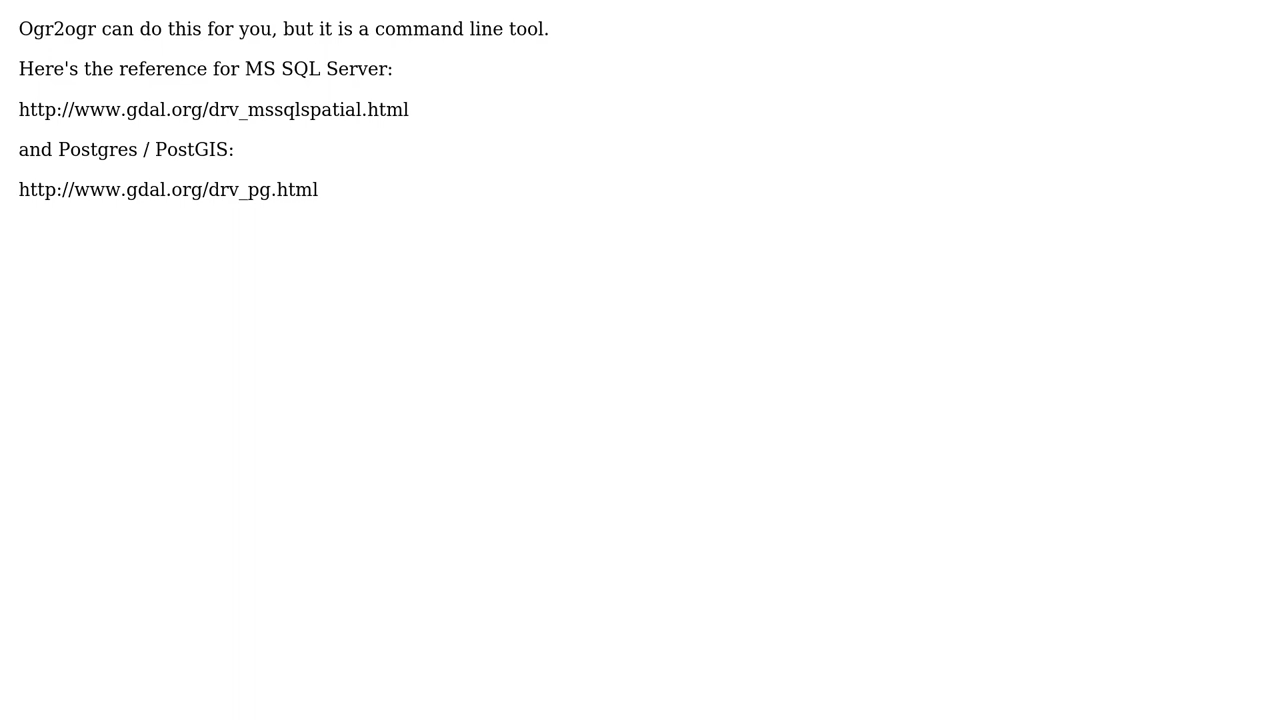 Ogr2ogr can do this for you, but it is a command line tool.
Here's the reference for MS SQL Server:
http://www.gdal.org/drv_mssqlspatial.html
and Postgres / PostGIS:
http://www.gdal.org/drv_pg.html